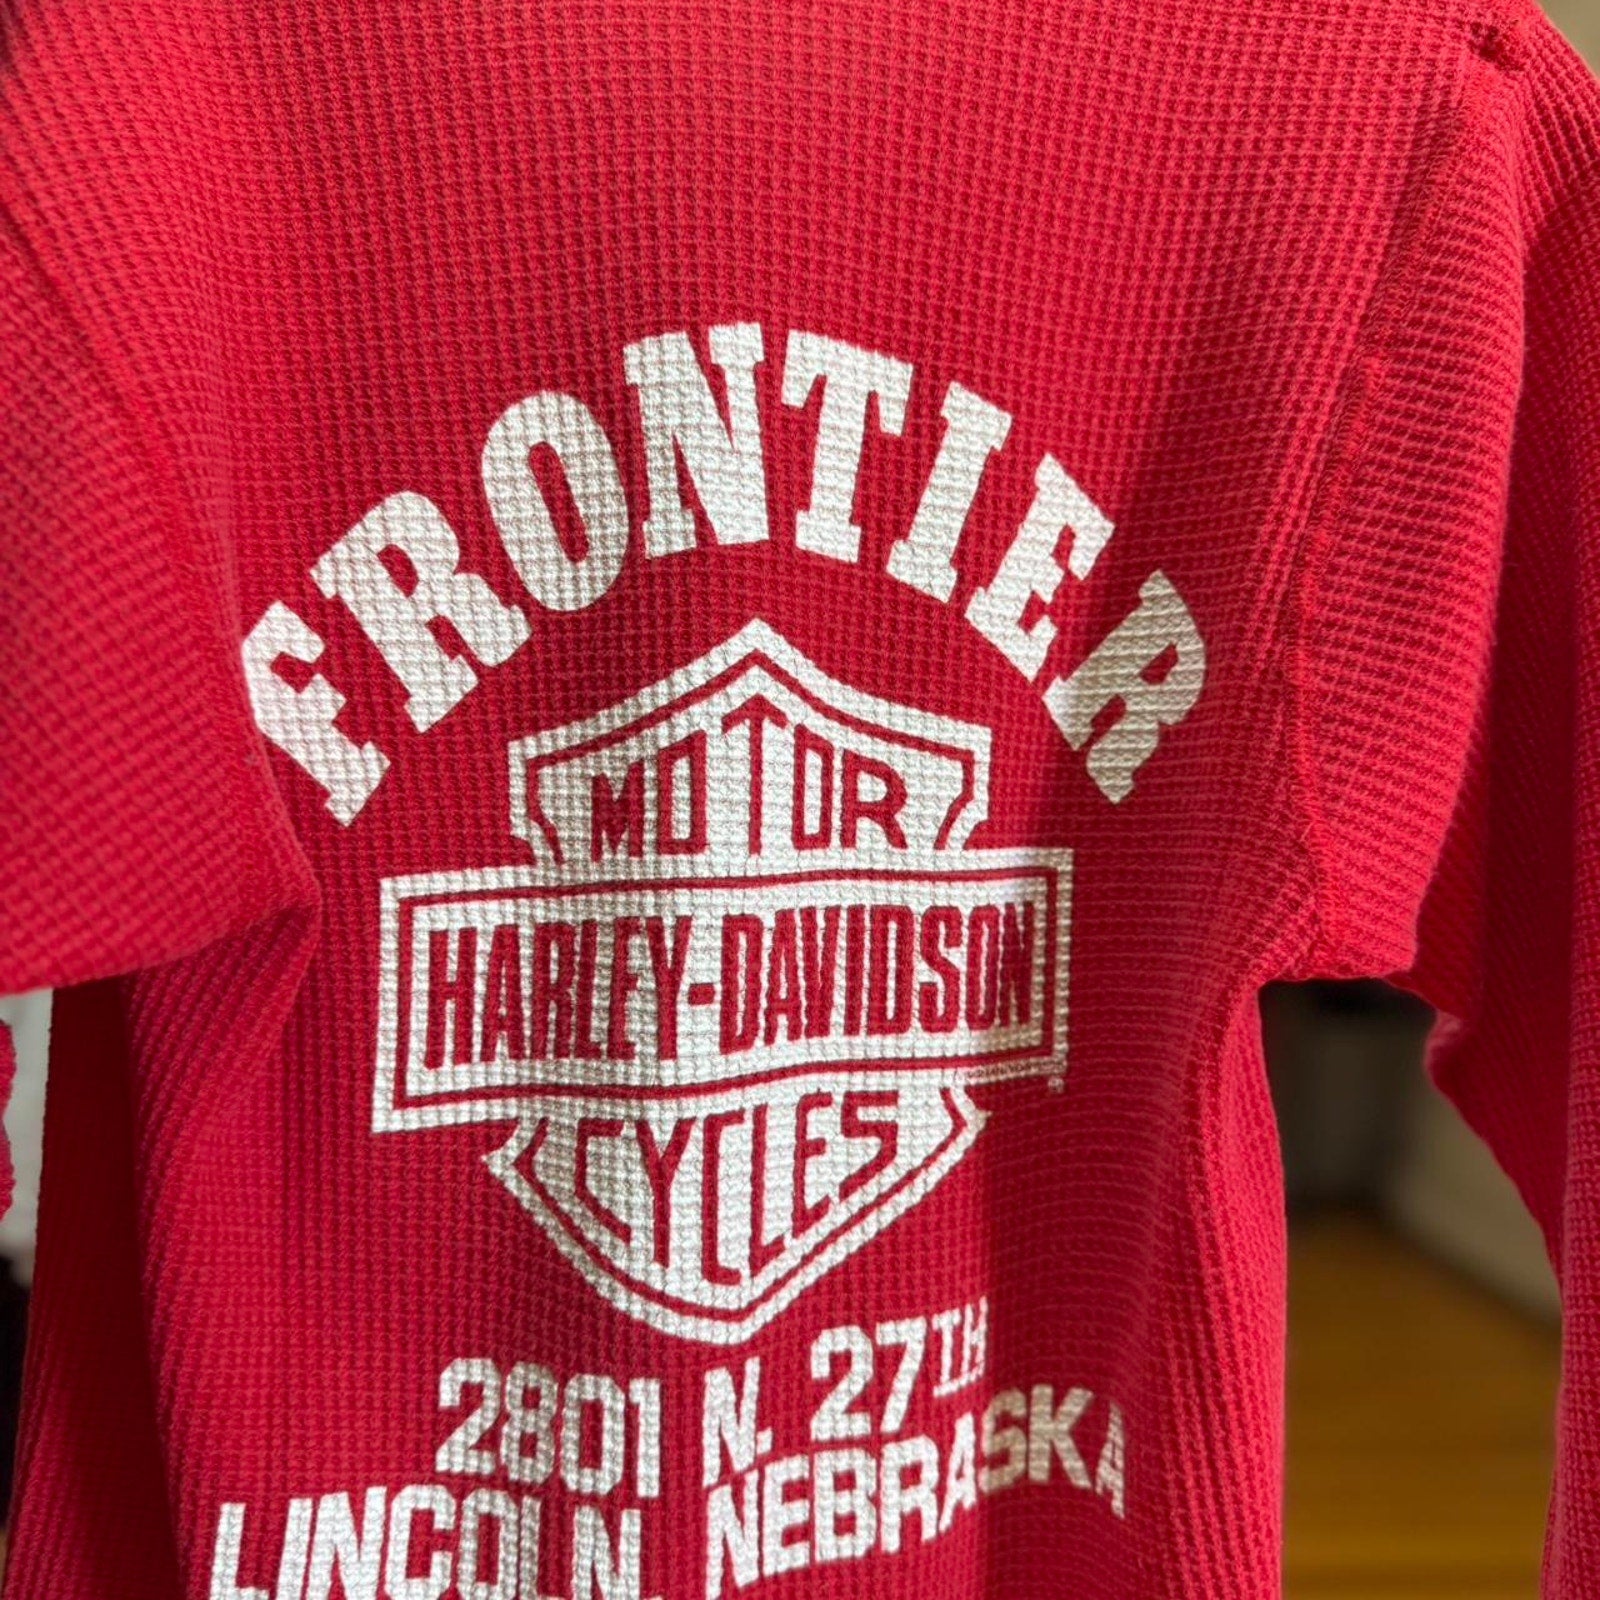 FRONTIER
MOTOR
HARLEY-DAVIDSON
®
CYCLES
2801 N. 27TH
LINCOLN, NEBRASKA